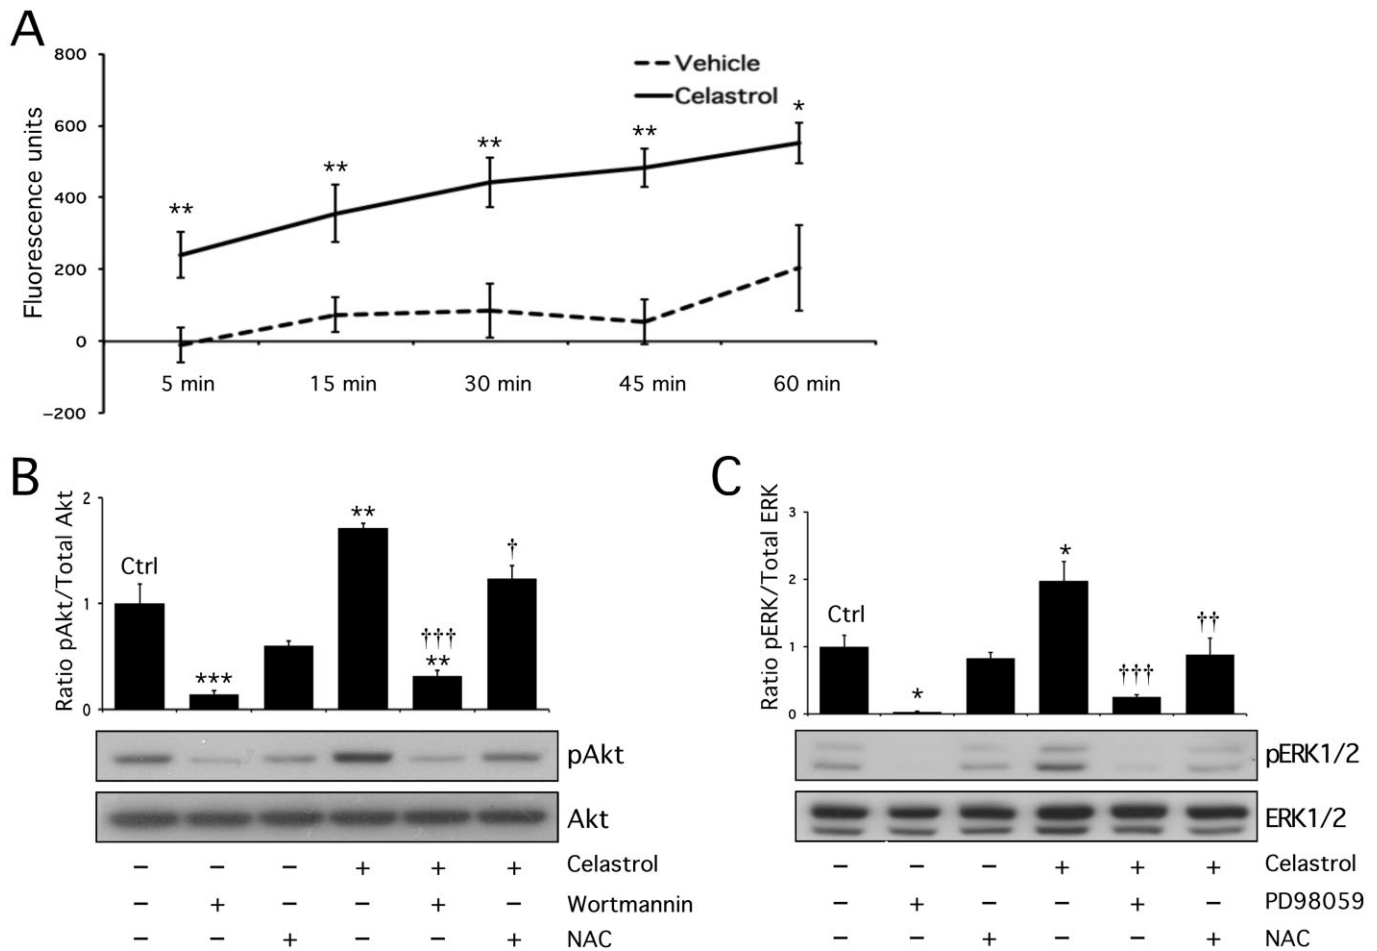 A
800
600
400
200
0
−200
Fluorescence units
Vehicle
Celastrol
** ** ** ** *
5 min 15 min 30 min 45 min 60 min
B
Ratio pAkt/Total Akt
2
1
0
Ctrl
***
**
†††
**
†
pAkt
Akt
− − − + + + Celastrol
− + − − + − Wortmannin
− − + − − + NAC
C
Ratio pERK/Total ERK
3
2
1
0
Ctrl
*
*
†††
††
pERK1/2
ERK1/2
− − − + + + Celastrol
− + − − + − PD98059
− − + − − + NAC